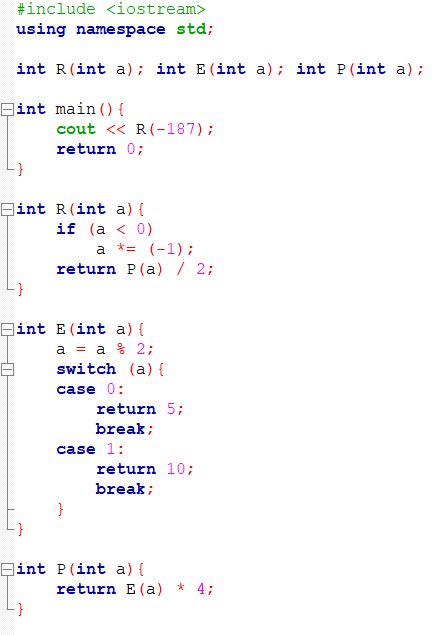 #include <iostream>
using namespace std;
int R(int a); int E(int a); int P(int a);
int main(){
cout << R(-187);
return 0;
}
int R(int a){
if (a < 0)
a *= (-1);
return P(a) / 2;
}
int E(int a){
a = a % 2;
switch (a){
case 0:
return 5;
break;
case 1:
return 10;
break;
}
}
int P(int a){
return E(a) * 4;
}